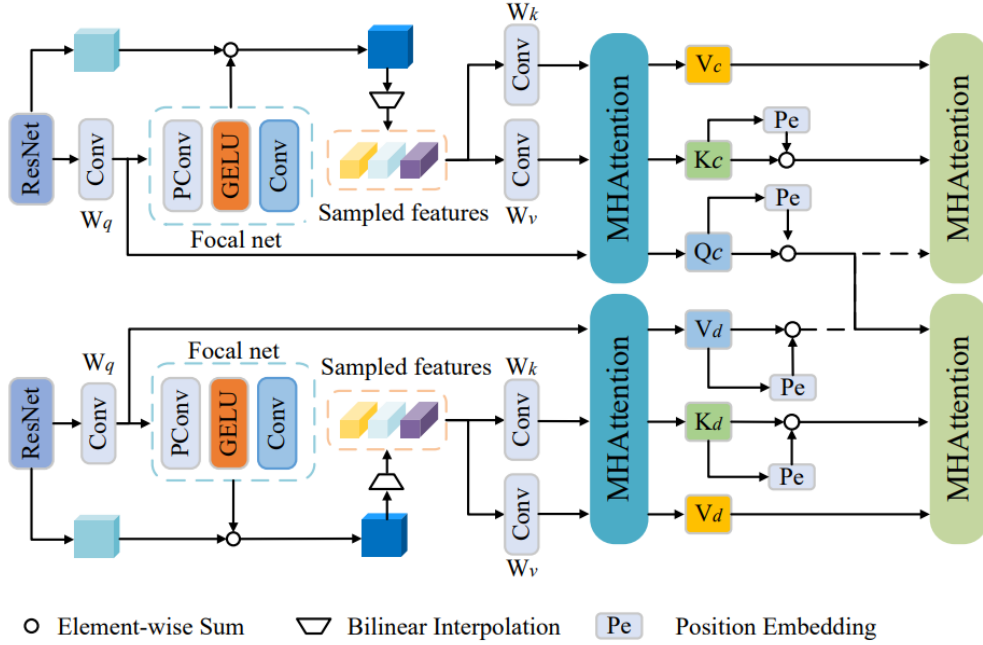 Wk
ResNet
Conv
Wq
PConv
GELU
Conv
Focal net
Sampled features
Conv
Conv
Wv
MHAttention
Vc
Kc
Pe
Qc
Pe
MHAttention
ResNet
Wq
Conv
Focal net
PConv
GELU
Conv
Sampled features
Wk
Conv
Conv
Wv
MHAttention
Vd
Pe
Kd
Pe
Vd
MHAttention
Element-wise Sum
Bilinear Interpolation
Pe
Position Embedding